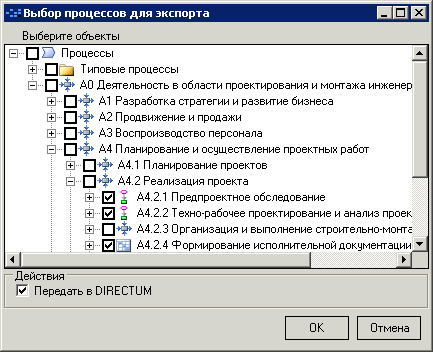 Выбор процессов для экспорта
Выберите объекты
Процессы
Типовые процессы
A0 Деятельность в области проектирования и монтажа инженер
A1 Разработка стратегии и развитие бизнеса
A2 Продвижение и продажи
A3 Воспроизводство персонала
A4 Планирование и осуществление проектных работ
A4.1 Планирование проектов
A4.2 Реализация проекта
A4.2.1 Предпроектное обследование
A4.2.2 Техно-рабочее проектирование и анализ проек
A4.2.3 Организация и выполнение строительно-монта
A4.2.4 Формирование исполнительной документации
Действия
Передать в DIRECTUM
OK
Отмена